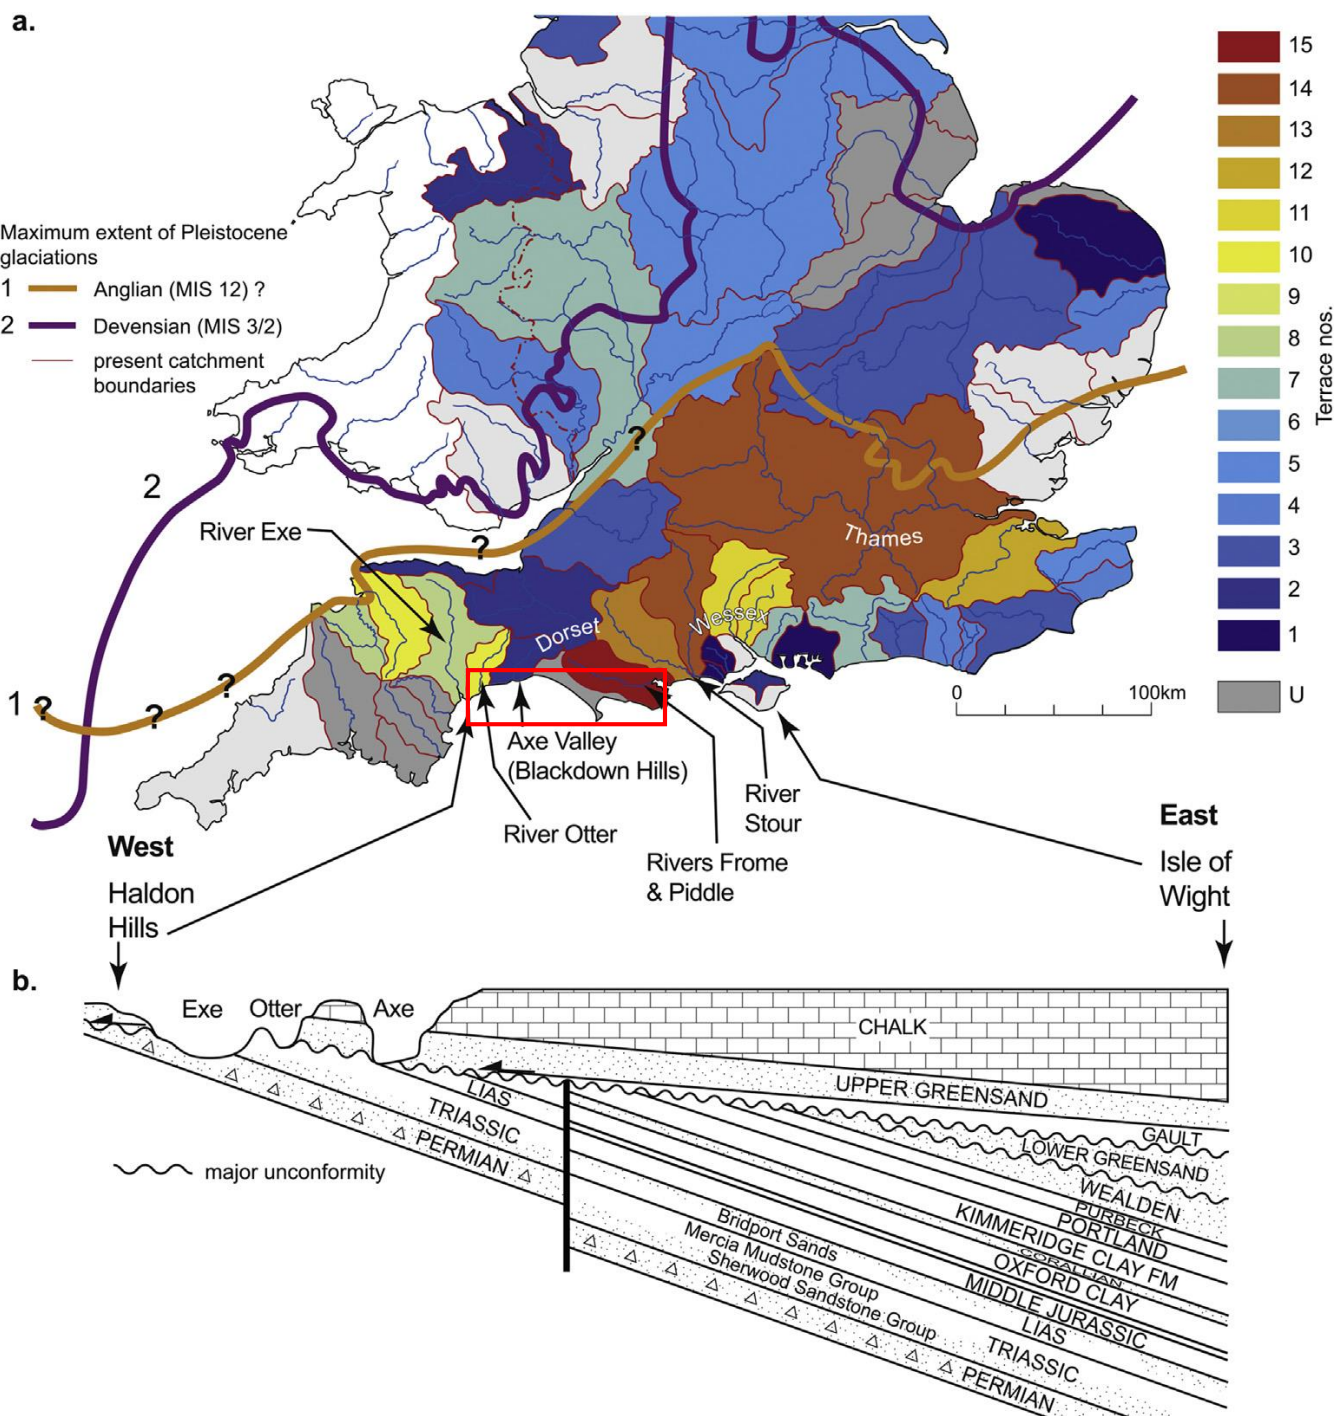 a.
Maximum extent of Pleistocene
glaciations
1 Anglian (MIS 12) ?
2 Devensian (MIS 3/2)
present catchment
boundaries
15
14
13
12
11
10
9
8
7
6
5
4
3
2
1
U
Terrace nos.
2
1
?
?
?
?
?
River Exe
Thames
Wessex
Dorset
0 100km
Axe Valley
(Blackdown Hills)
River Otter
River
Stour
Rivers Frome
& Piddle
West
Haldon
Hills
East
Isle of
Wight
b.
Exe Otter Axe
CHALK
UPPER GREENSAND
GAULT
LOWER GREENSAND
WEALDEN
PURBECK
PORTLAND
KIMMERIDGE CLAY FM
CORALLIAN
OXFORD CLAY
MIDDLE JURASSIC
LIAS
TRIASSIC
PERMIAN
LIAS
TRIASSIC
PERMIAN
Bridport Sands
Mercia Mudstone Group
Sherwood Sandstone Group
major unconformity